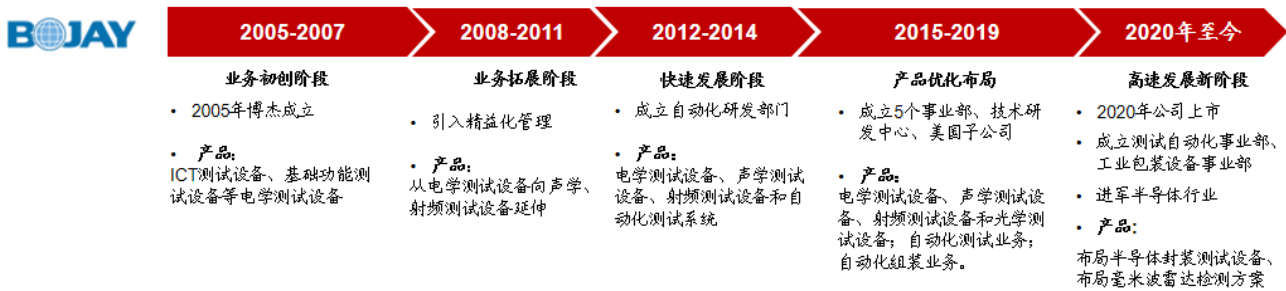 BOJAY
2005-2007
2008-2011
2012-2014
2015-2019
2020年至今
业务初创阶段
• 2005年博杰成立
• 产品:
ICT测试设备、基础功能测
试设备等电学测试设备
业务拓展阶段
• 引入精益化管理
• 产品:
从电学测试设备向声学、
射频测试设备延伸
快速发展阶段
• 成立自动化研发部门
• 产品:
电学测试设备、声学测试
设备、射频测试设备和自
动化测试系统
产品优化布局
• 成立5个事业部、技术研
发中心、美国子公司
• 产品:
电学测试设备、声学测试设
备、射频测试设备和光学测
试设备；自动化测试业务；
自动化组装业务。
高速发展新阶段
• 2020年公司上市
• 成立测试自动化事业部、
工业包装设备事业部
• 进军半导体行业
• 产品:
布局半导体封装测试设备、
布局毫米波雷达检测方案